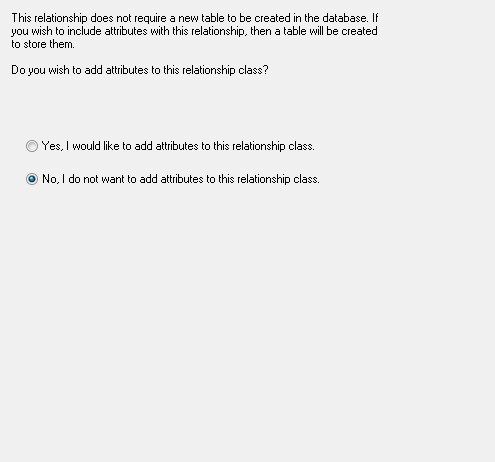 This relationship does not require a new table to be created in the database. If
you wish to include attributes with this relationship, then a table will be created
to store them.
Do you wish to add attributes to this relationship class?
Yes, I would like to add attributes to this relationship class.
No, I do not want to add attributes to this relationship class.